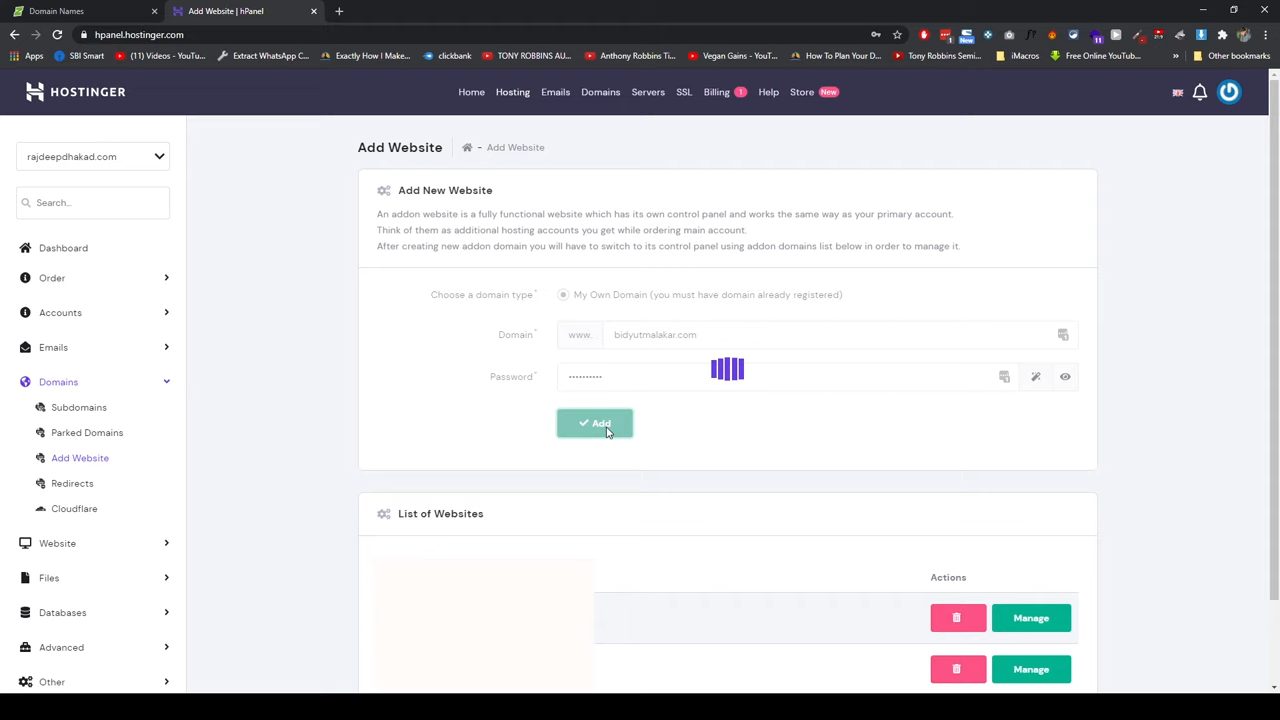 Domain Names
Add Website | hPanel
hpanel.hostinger.com
Apps
SBI Smart
(11) Videos - YouTu...
Extract WhatsApp C...
Exactly How I Make...
clickbank
TONY ROBBINS AU...
Anthony Robbins Ti...
Vegan Gains - YouT...
How To Plan Your D...
Tony Robbins Semi...
iMacros
Free Online YouTub...
Other bookmarks
HOSTINGER
Home
Hosting
Emails
Domains
Servers
SSL
Billing 1
Help
Store New
rajdeepdhakad.com
Search...
Dashboard
Order
Accounts
Emails
Domains
Subdomains
Parked Domains
Add Website
Redirects
Cloudflare
Website
Files
Databases
Advanced
Other
Add Website - Add Website
Add New Website
An addon website is a fully functional website which has its own control panel and works the same way as your primary account.
Think of them as additional hosting accounts you get while ordering main account.
After creating new addon domain you will have to switch to its control panel using addon domains list below in order to manage it.
Choose a domain type* My Own Domain (you must have domain already registered)
Domain* www. bidyutmalakar.com
Password* ••••••••••
Add
List of Websites
Actions
Manage
Manage